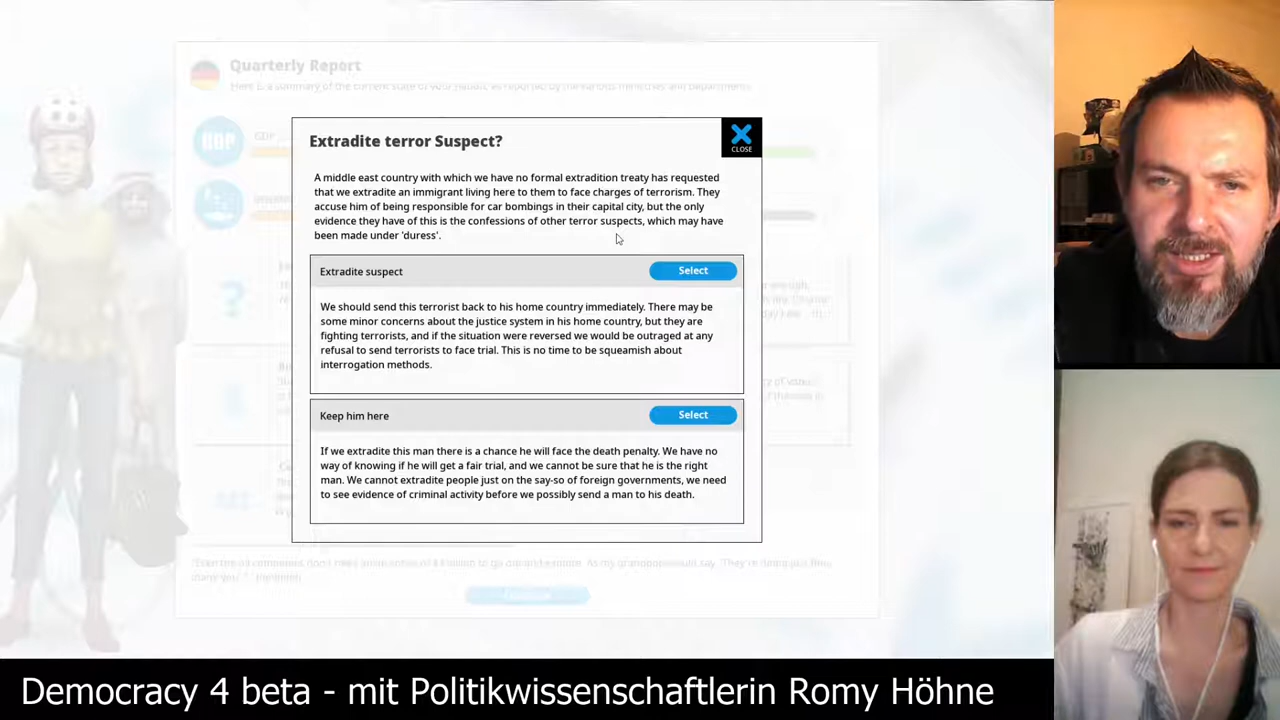 Quarterly Report
Extradite terror Suspect?
CLOSE
A middle east country with which we have no formal extradition treaty has requested
that we extradite an immigrant living here to them to face charges of terrorism. They
accuse him of being responsible for car bombings in their capital city, but the only
evidence they have of this is the confessions of other terror suspects, which may have
been made under 'duress'.
Extradite suspect
Select
We should send this terrorist back to his home country immediately. There may be
some minor concerns about the justice system in his home country, but they are
fighting terrorists, and if the situation were reversed we would be outraged at any
refusal to send terrorists to face trial. This is no time to be squeamish about
interrogation methods.
Keep him here
Select
If we extradite this man there is a chance he will face the death penalty. We have no
way of knowing if he will get a fair trial, and we cannot be sure that he is the right
man. We cannot extradite people just on the say-so of foreign governments, we need
to see evidence of criminal activity before we possibly send a man to his death.
Democracy 4 beta - mit Politikwissenschaftlerin Romy Höhne